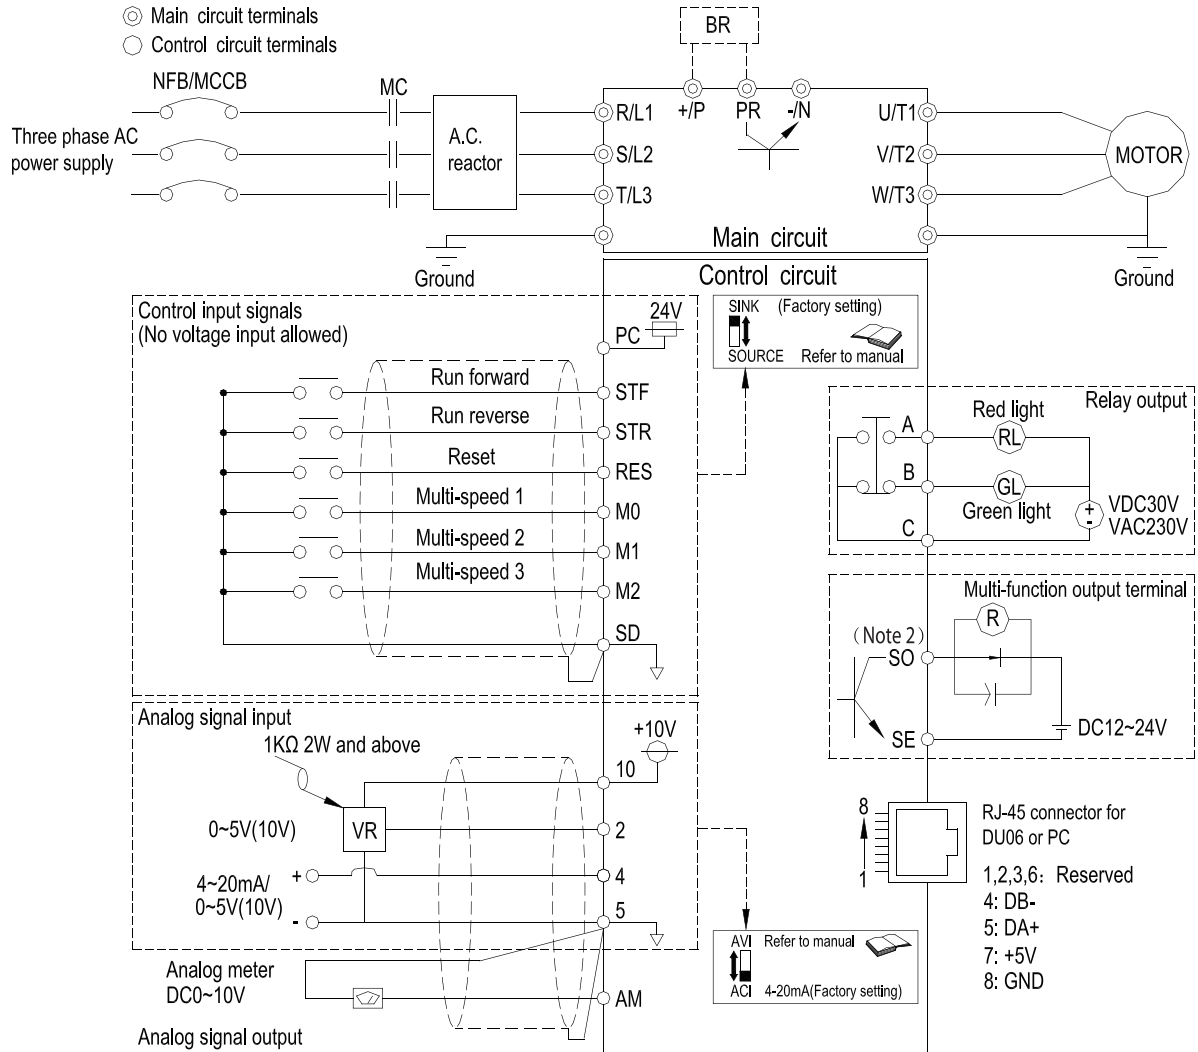 Main circuit terminals
Control circuit terminals
BR
NFB/MCCB
MC
Three phase AC
power supply
A.C.
reactor
R/L1
S/L2
T/L3
+/P
PR
-/N
U/T1
V/T2
W/T3
MOTOR
Ground
Main circuit
Ground
Control circuit
Control input signals
(No voltage input allowed)
24V
PC
SINK (Factory setting)
SOURCE Refer to manual
Run forward
STF
Run reverse
STR
Reset
RES
Multi-speed 1
M0
Multi-speed 2
M1
Multi-speed 3
M2
SD
Relay output
Red light
A
RL
B
GL
Green light
C
+
-
VDC30V
VAC230V
Multi-function output terminal
R
(Note 2)
SO
SE
DC12~24V
Analog signal input
1KΩ 2W and above
+10V
10
0~5V(10V)
VR
2
4~20mA/
0~5V(10V)
+
-
4
5
AVI Refer to manual
ACI 4-20mA(Factory setting)
Analog meter
DC0~10V
AM
Analog signal output
8
1
RJ-45 connector for
DU06 or PC
1,2,3,6: Reserved
4: DB-
5: DA+
7: +5V
8: GND